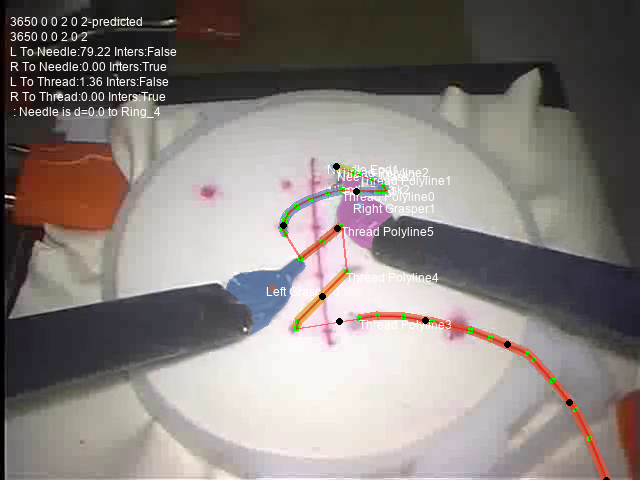 3650 0 0 2 0 2-predicted
3650 0 0 2 0 2
L To Needle:79.22 Inters:False
R To Needle:0.00 Inters:True
L To Thread:1.36 Inters:False
R To Thread:0.00 Inters:True
: Needle is d=0.0 to Ring_4
Thread Polyline2
Thread Polyline1
Thread Polyline0
Right Grasper1
Thread Polyline5
Thread Polyline4
Left Grasper
Thread Polyline3